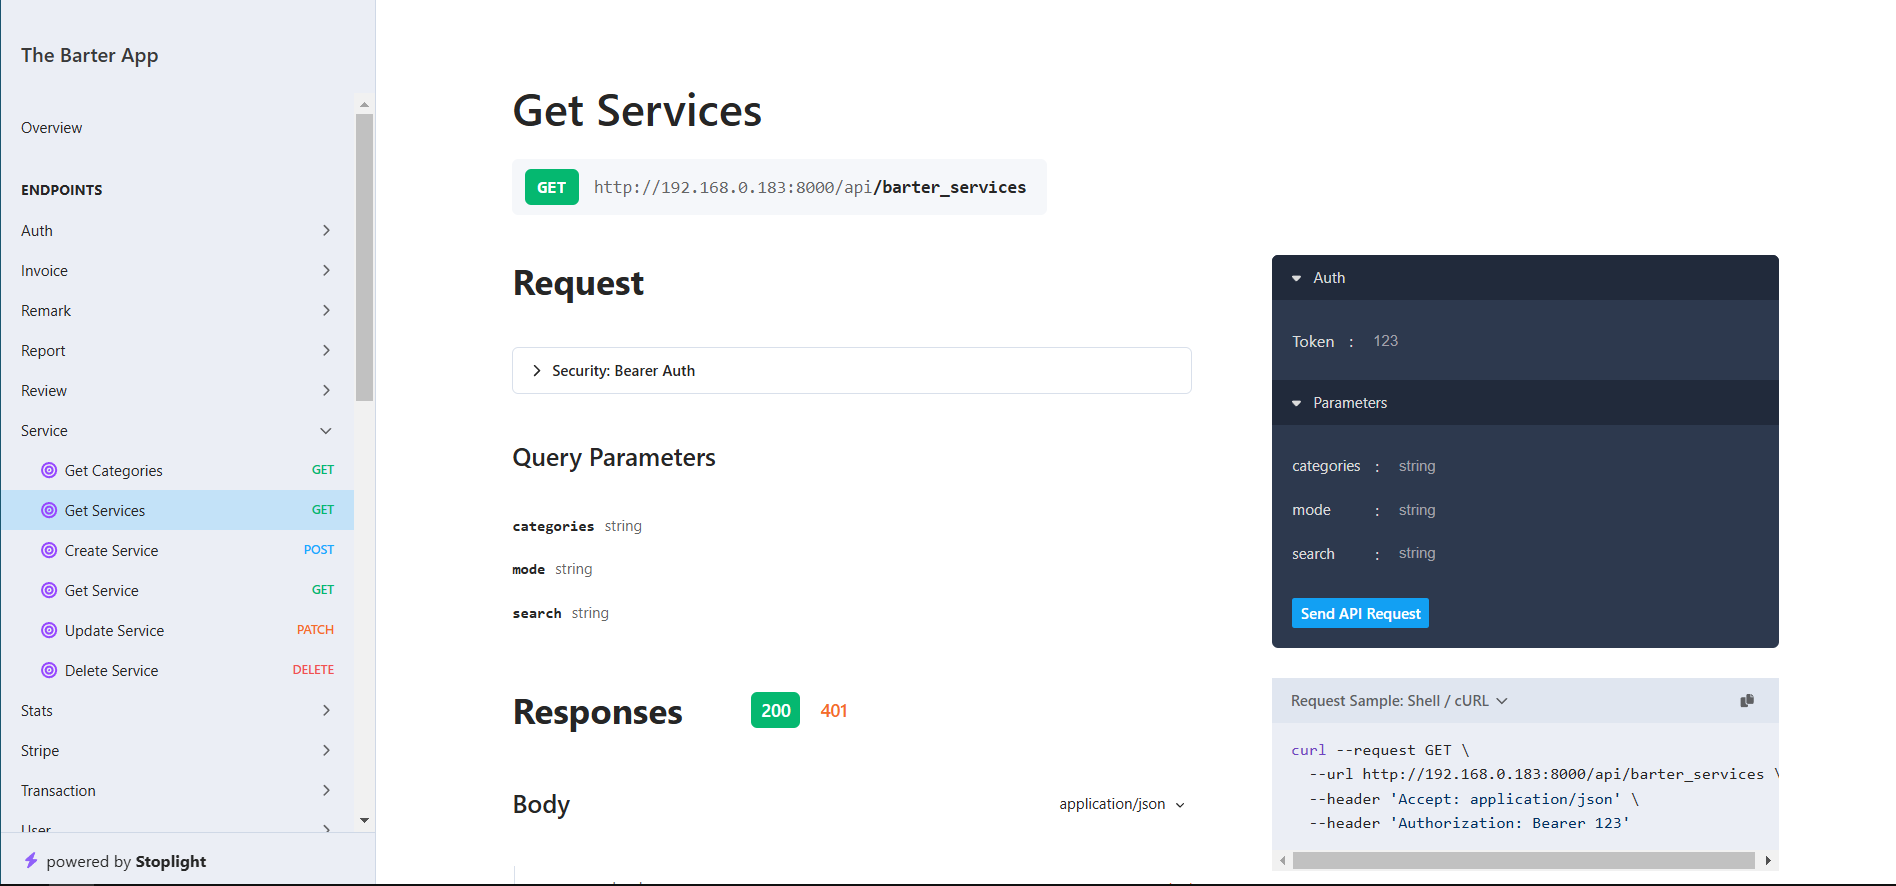 The Barter App
Overview
ENDPOINTS
Auth
Invoice
Remark
Report
Review
Service
Get Categories GET
Get Services GET
Create Service POST
Get Service GET
Update Service PATCH
Delete Service DELETE
Stats
Stripe
Transaction
User
powered by Stoplight
Get Services
GET http://192.168.0.183:8000/api/barter_services
Request
Security: Bearer Auth
Query Parameters
categories string
mode string
search string
Responses 200 401
Body application/json
Auth
Token : 123
Parameters
categories : string
mode : string
search : string
Send API Request
Request Sample: Shell / cURL
curl --request GET \
--url http://192.168.0.183:8000/api/barter_services \
--header 'Accept: application/json' \
--header 'Authorization: Bearer 123'